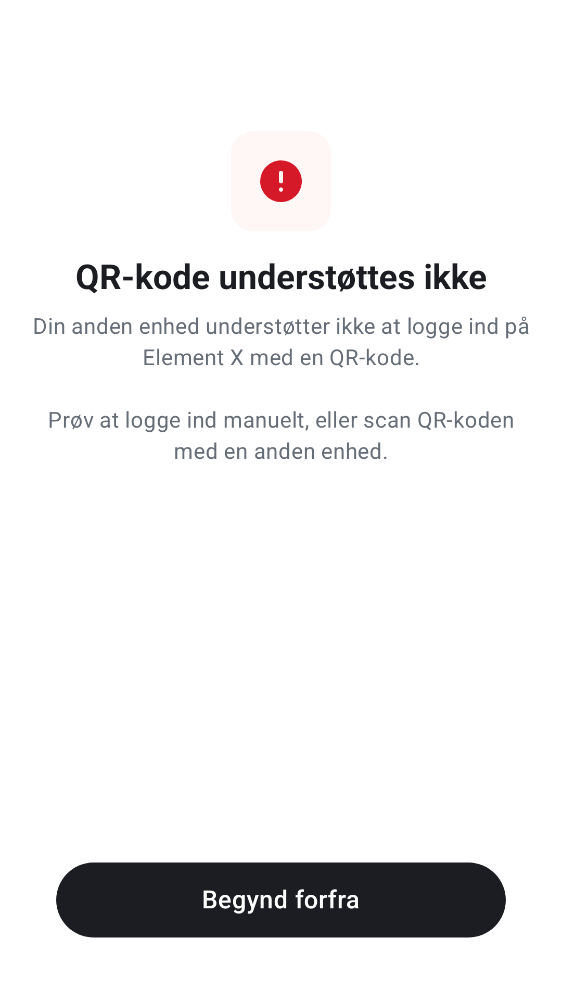 QR-kode understøttes ikke
Din anden enhed understøtter ikke at logge ind på
Element X med en QR-kode.
Prøv at logge ind manuelt, eller scan QR-koden
med en anden enhed.
Begynd forfra